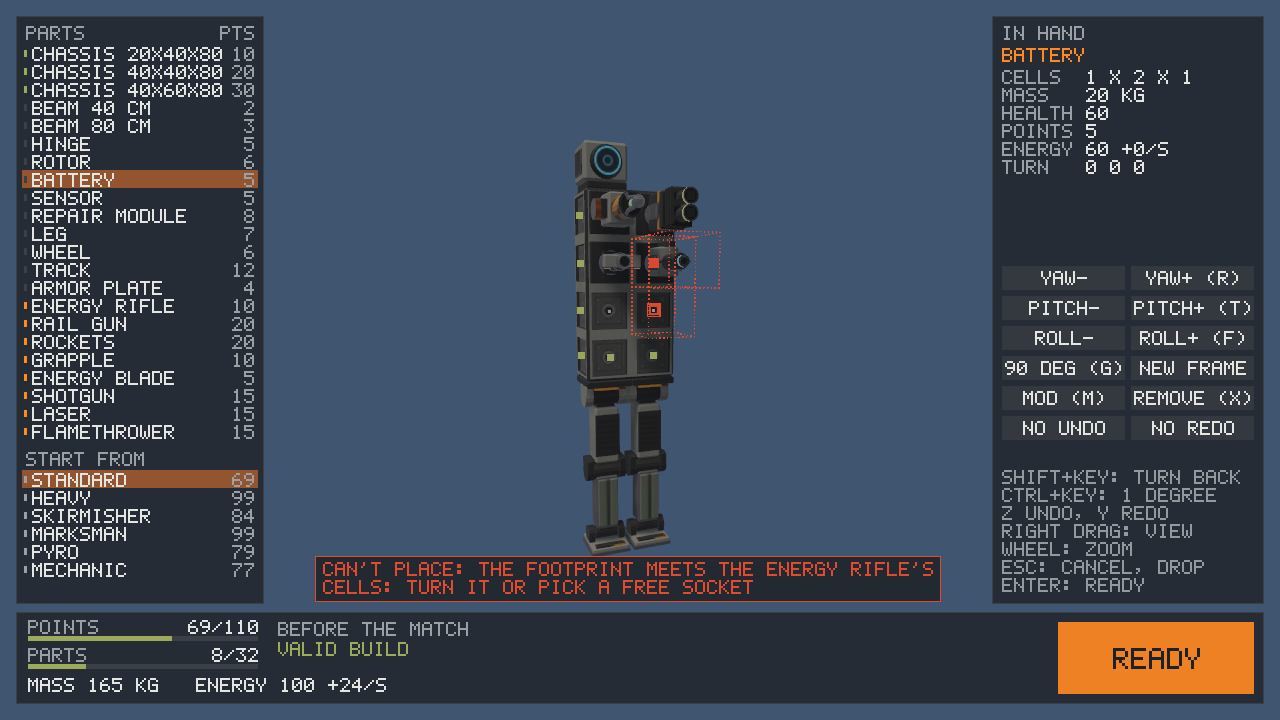 PARTS PTS
CHASSIS 20X40X80 10
CHASSIS 40X40X80 20
CHASSIS 40X60X80 30
BEAM 40 CM 2
BEAM 80 CM 3
HINGE 5
ROTOR 6
BATTERY 5
SENSOR 5
REPAIR MODULE 8
LEG 7
WHEEL 6
TRACK 12
ARMOR PLATE 4
ENERGY RIFLE 10
RAIL GUN 20
ROCKETS 20
GRAPPLE 10
ENERGY BLADE 5
SHOTGUN 15
LASER 15
FLAMETHROWER 15
START FROM
STANDARD 69
HEAVY 99
SKIRMISHER 84
MARKSMAN 99
PYRO 79
MECHANIC 77
CAN'T PLACE: THE FOOTPRINT MEETS THE ENERGY RIFLE'S
CELLS: TURN IT OR PICK A FREE SOCKET
IN HAND
BATTERY
CELLS 1 X 2 X 1
MASS 20 KG
HEALTH 60
POINTS 5
ENERGY 60 +0/S
TURN 0 0 0
YAW- YAW+ (R)
PITCH- PITCH+ (T)
ROLL- ROLL+ (F)
90 DEG (G) NEW FRAME
MOD (M) REMOVE (X)
NO UNDO NO REDO
SHIFT+KEY: TURN BACK
CTRL+KEY: 1 DEGREE
Z UNDO, Y REDO
RIGHT DRAG: VIEW
WHEEL: ZOOM
ESC: CANCEL, DROP
ENTER: READY
POINTS 69/110
PARTS 8/32
MASS 165 KG ENERGY 100 +24/S
BEFORE THE MATCH
VALID BUILD
READY